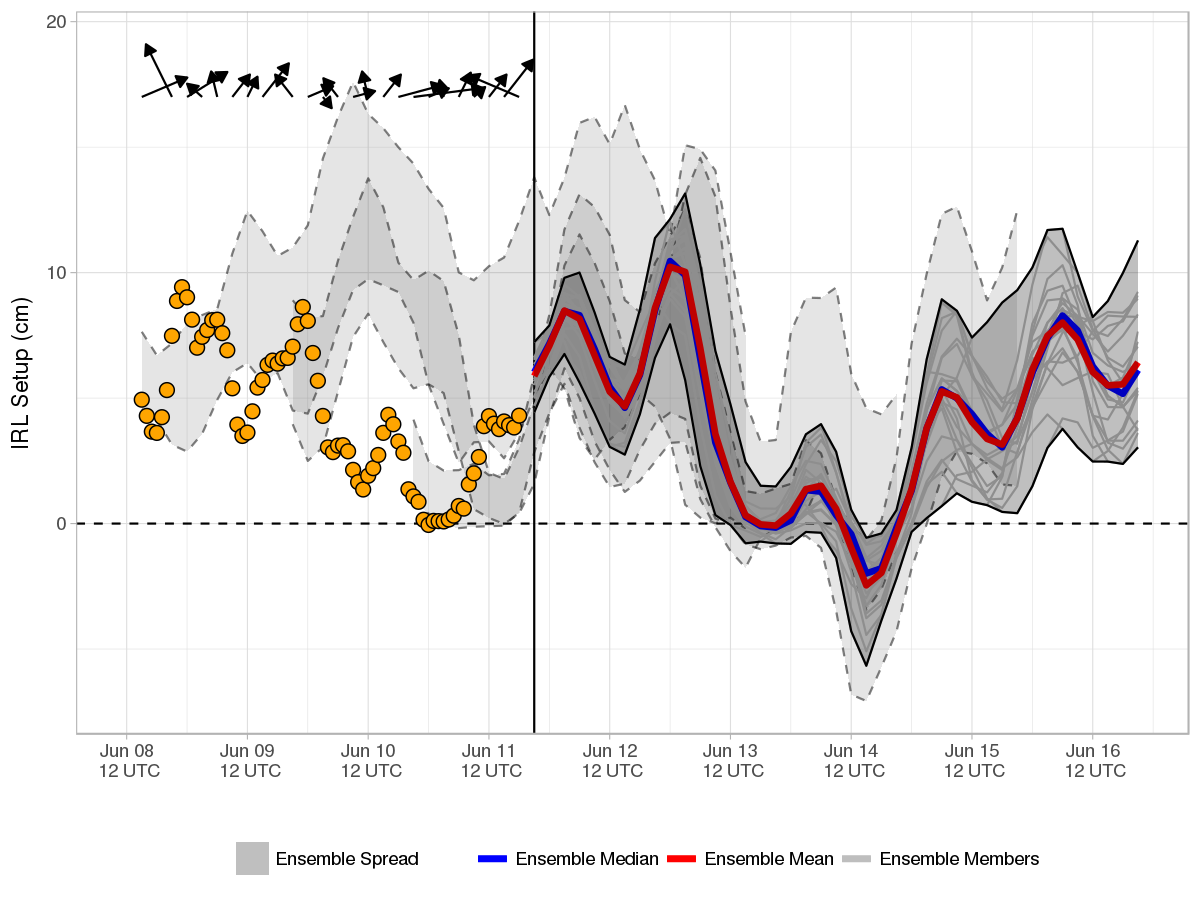 20
10
0
IRL Setup (cm)
Jun 08 Jun 09 Jun 10 Jun 11 Jun 12 Jun 13 Jun 14 Jun 15 Jun 16
12 UTC 12 UTC 12 UTC 12 UTC 12 UTC 12 UTC 12 UTC 12 UTC 12 UTC
Ensemble Spread Ensemble Median Ensemble Mean Ensemble Members